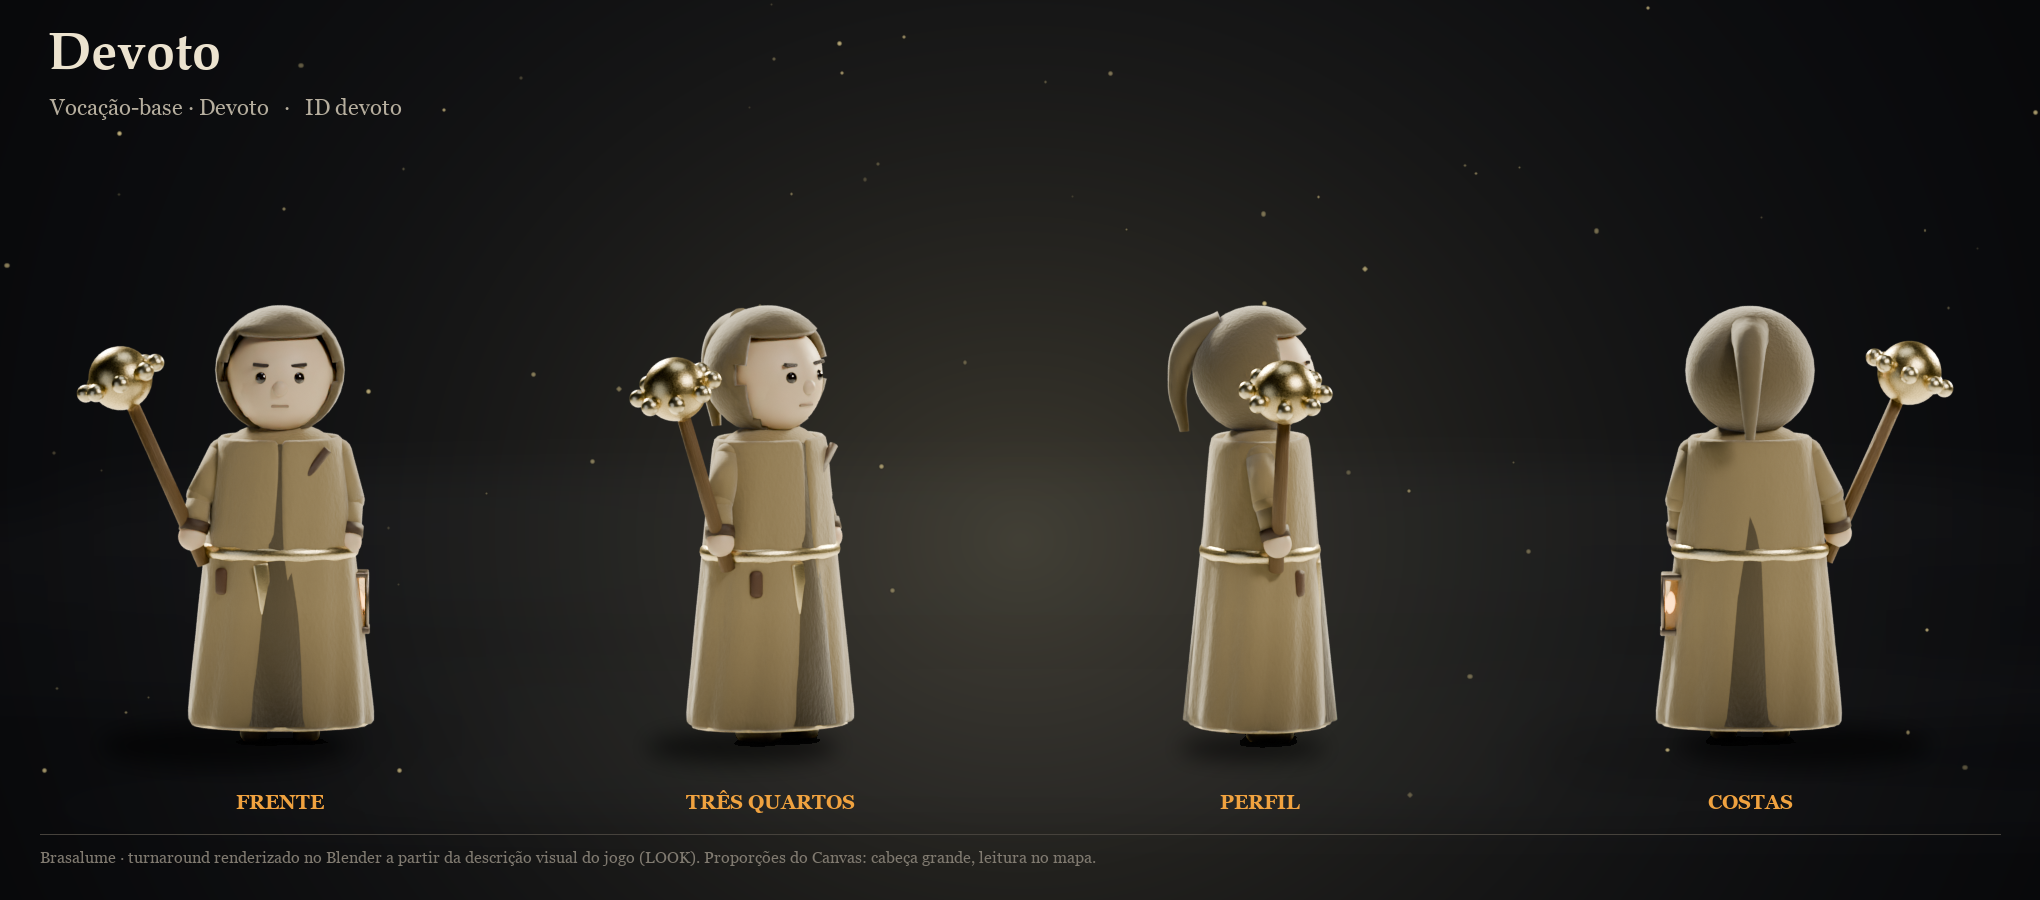 Devoto
Vocação-base · Devoto · ID devoto
FRENTE
TRÊS QUARTOS
PERFIL
COSTAS
Brasalume · turnaround renderizado no Blender a partir da descrição visual do jogo (LOOK). Proporções do Canvas: cabeça grande, leitura no mapa.